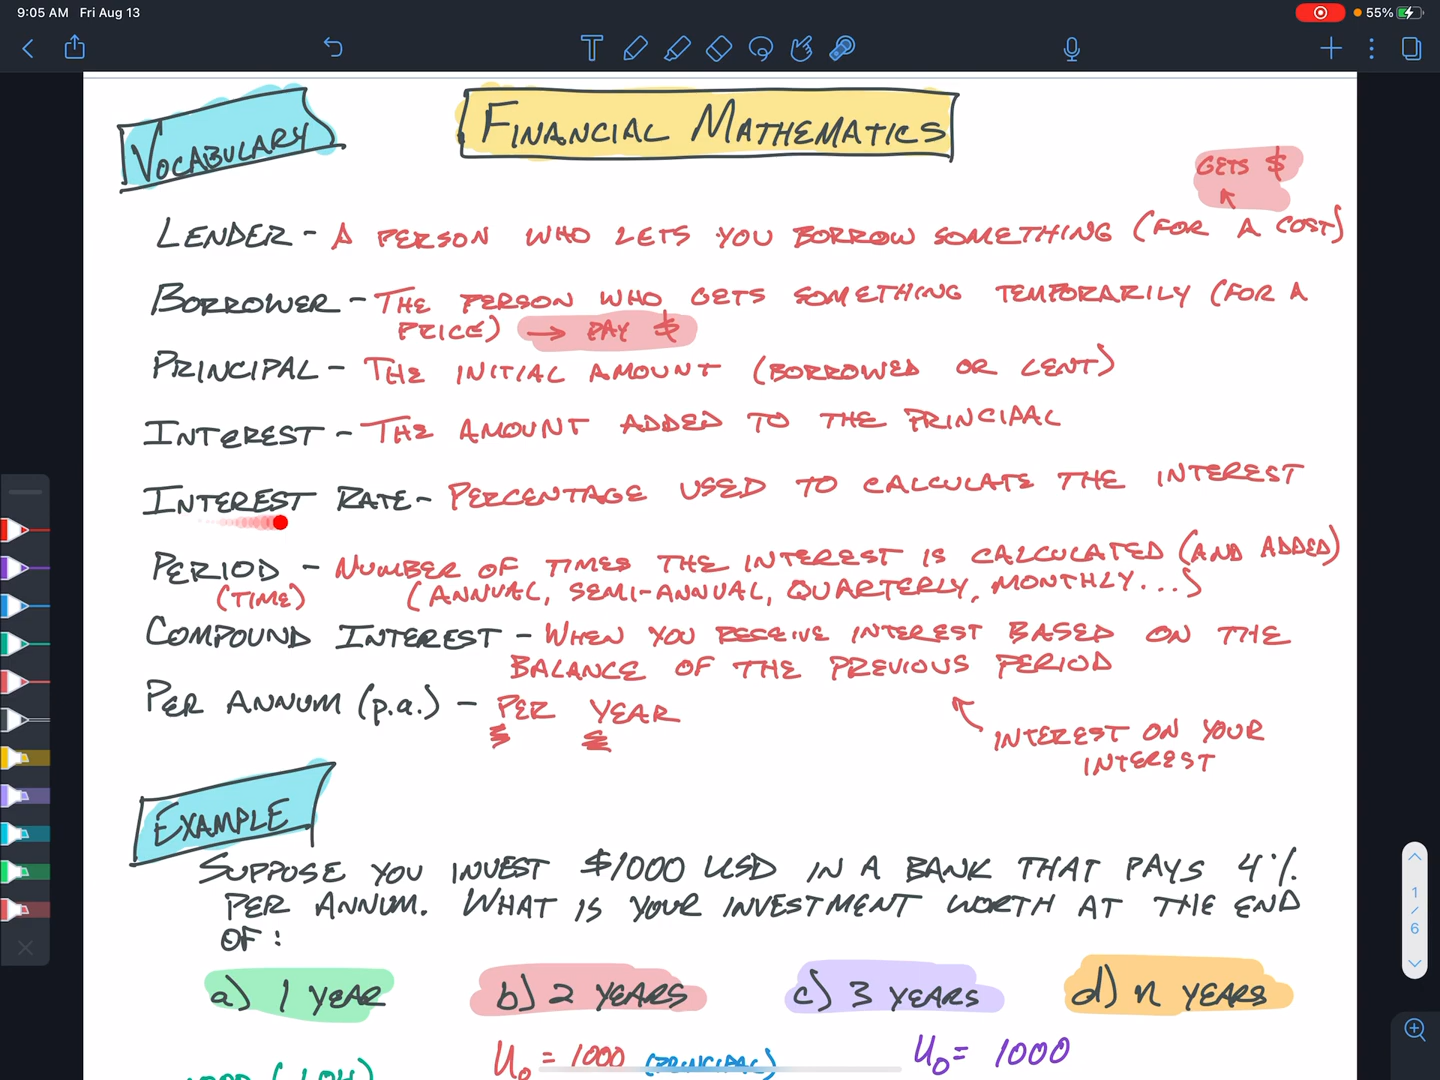 9:05 AM Fri Aug 13
55%
VOCABULARY
FINANCIAL MATHEMATICS
GETS $
LENDER - A PERSON WHO LETS YOU BORROW SOMETHING (FOR A COST)
BORROWER - THE PERSON WHO GETS SOMETHING TEMPORARILY (FOR A
PRICE) → PAY $
PRINCIPAL - THE INITIAL AMOUNT (BORROWED OR LENT)
INTEREST - THE AMOUNT ADDED TO THE PRINCIPAL
INTEREST RATE - PERCENTAGE USED TO CALCULATE THE INTEREST
PERIOD - NUMBER OF TIMES THE INTEREST IS CALCULATED (AND ADDED)
(TIME) (ANNUAL, SEMI-ANNUAL, QUARTERLY, MONTHLY...)
COMPOUND INTEREST - WHEN YOU RECEIVE INTEREST BASED ON THE
BALANCE OF THE PREVIOUS PERIOD
PER ANNUM (p.a.) - PER YEAR
INTEREST ON YOUR
INTEREST
EXAMPLE
SUPPOSE YOU INVEST $1000 USD IN A BANK THAT PAYS 4%
PER ANNUM. WHAT IS YOUR INVESTMENT WORTH AT THE END
OF:
a) 1 YEAR b) 2 YEARS c) 3 YEARS d) n YEARS
U₀ = 1000 (PRINCIPAL) U₀ = 1000
1
/
6